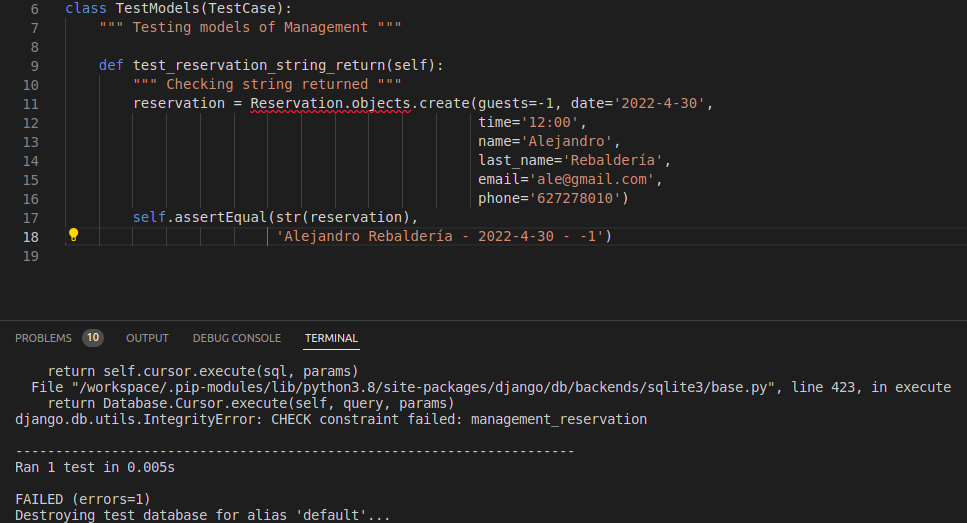 6 class TestModels(TestCase):
7 """ Testing models of Management """
8
9 def test_reservation_string_return(self):
10 """ Checking string returned """
11 reservation = Reservation.objects.create(guests=-1, date='2022-4-30',
12 time='12:00',
13 name='Alejandro',
14 last_name='Rebaldería',
15 email='ale@gmail.com',
16 phone='627278010')
17 self.assertEqual(str(reservation),
18 'Alejandro Rebaldería - 2022-4-30 - -1')
19
PROBLEMS 10 OUTPUT DEBUG CONSOLE TERMINAL
return self.cursor.execute(sql, params)
File "/workspace/.pip-modules/lib/python3.8/site-packages/django/db/backends/sqlite3/base.py", line 423, in execute
return Database.Cursor.execute(self, query, params)
django.db.utils.IntegrityError: CHECK constraint failed: management_reservation
----------------------------------------------------------------------
Ran 1 test in 0.005s
FAILED (errors=1)
Destroying test database for alias 'default'...